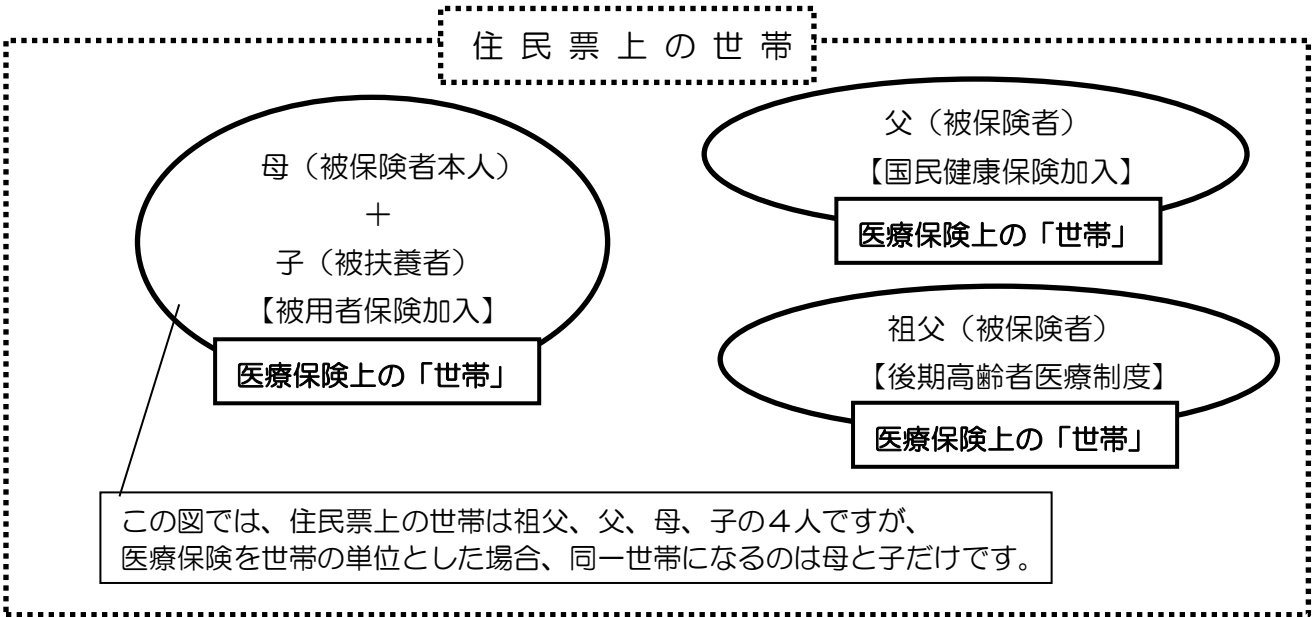 住民票上の世帯
母（被保険者本人）
＋
子（被扶養者）
【被用者保険加入】
医療保険上の「世帯」
父（被保険者）
【国民健康保険加入】
医療保険上の「世帯」
祖父（被保険者）
【後期高齢者医療制度】
医療保険上の「世帯」
この図では、住民票上の世帯は祖父、父、母、子の４人ですが、
医療保険を世帯の単位とした場合、同一世帯になるのは母と子だけです。